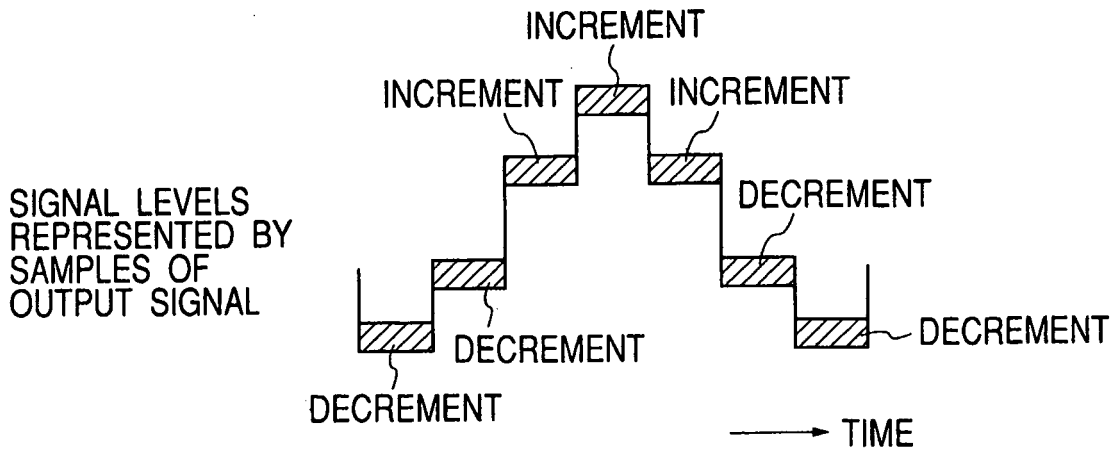 INCREMENT
INCREMENT
INCREMENT
SIGNAL LEVELS
REPRESENTED BY
SAMPLES OF
OUTPUT SIGNAL
DECREMENT
DECREMENT
DECREMENT
DECREMENT
TIME